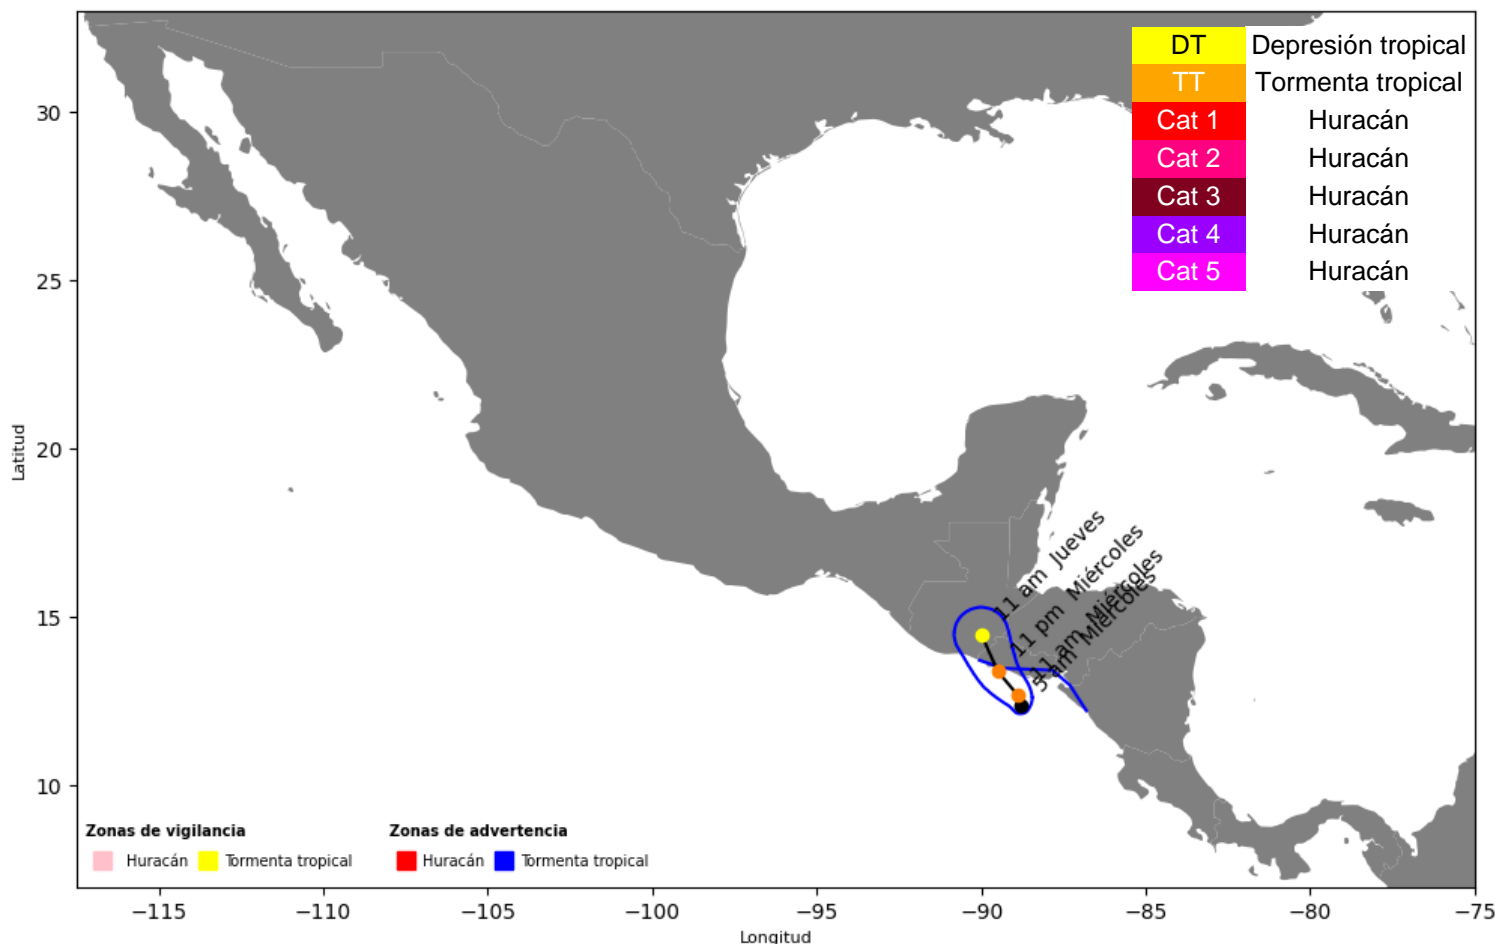 DT Depresión tropical
TT Tormenta tropical
Cat 1 Huracán
Cat 2 Huracán
Cat 3 Huracán
Cat 4 Huracán
Cat 5 Huracán
30
25
20
15
10
Latitud
11 am Jueves
11 pm Miércoles
11 am Miércoles
5 am Miércoles
Zonas de vigilancia
Huracán Tormenta tropical
Zonas de advertencia
Huracán Tormenta tropical
−115 −110 −105 −100 −95 −90 −85 −80 −75
Longitud